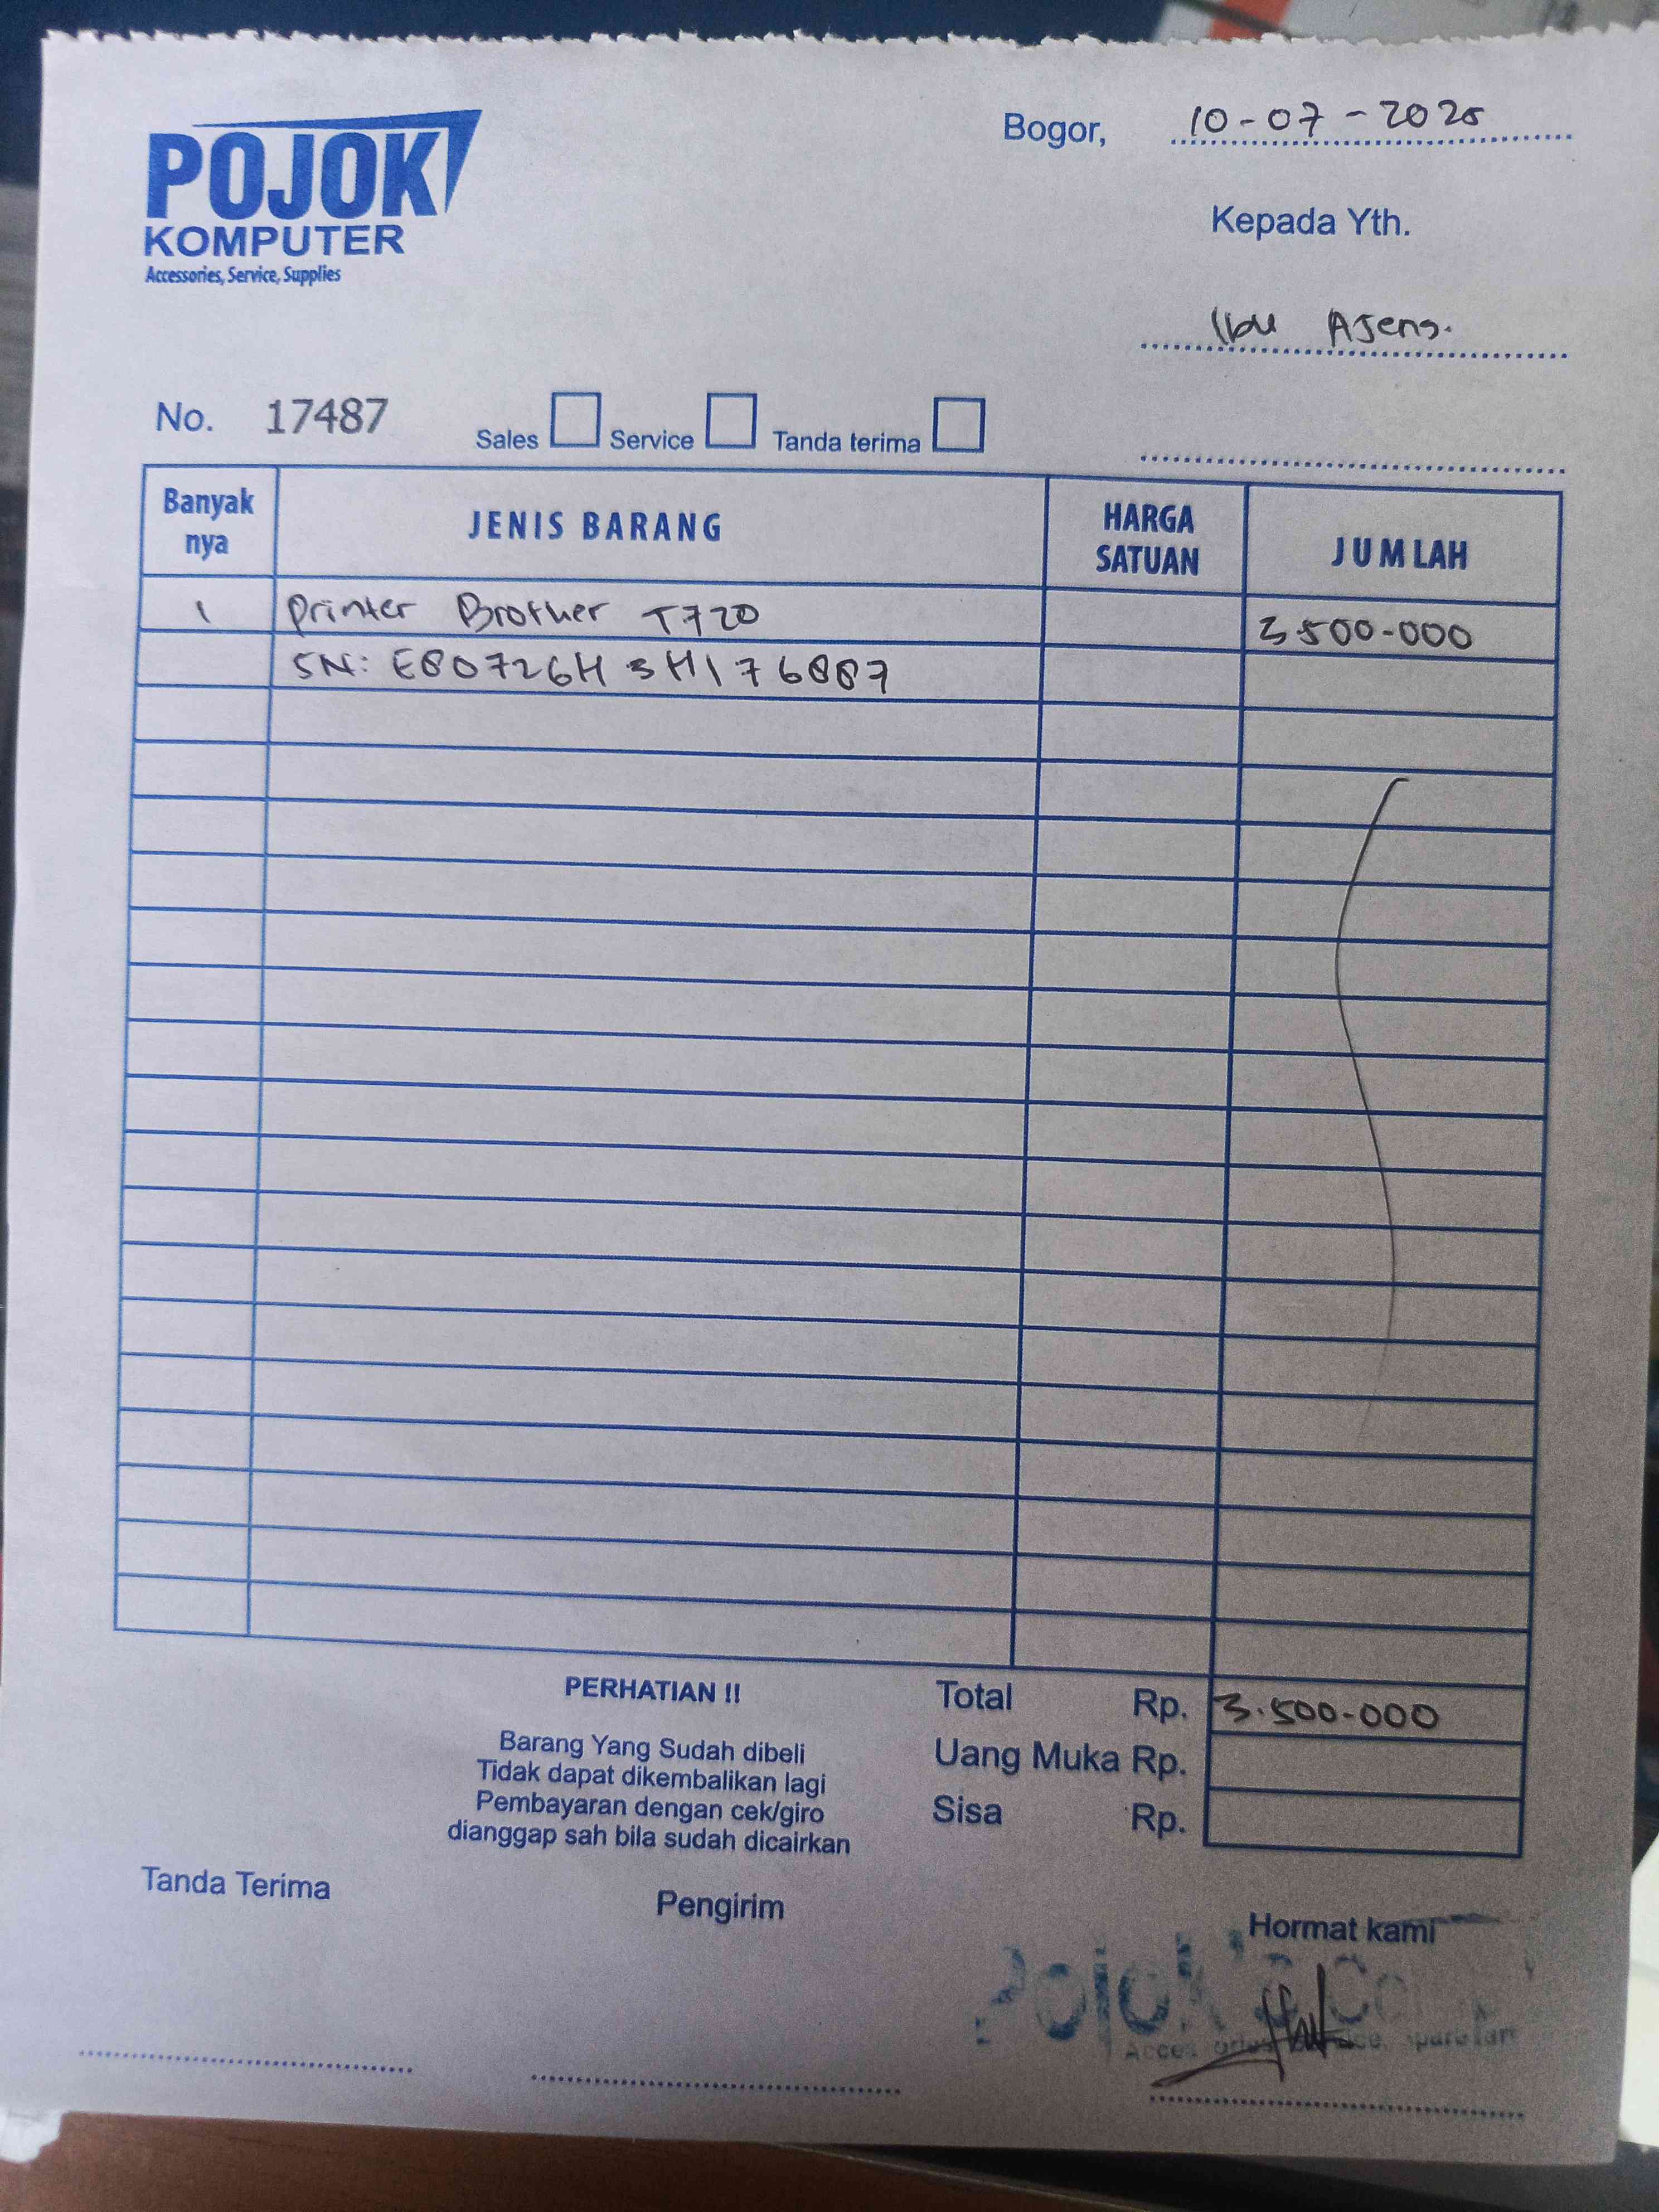 POJOK
KOMPUTER
Accessories, Service, Supplies
Bogor, 10-07-2025
Kepada Yth.
Ibu Ajeng.
No. 17487 Sales Service Tanda terima
Banyak nya JENIS BARANG HARGA SATUAN JUMLAH
1 Printer Brother T720 3.500-000
SN: E80726H3H176887
PERHATIAN !!
Barang Yang Sudah dibeli
Tidak dapat dikembalikan lagi
Pembayaran dengan cek/giro
dianggap sah bila sudah dicairkan
Total Rp. 3.500-000
Uang Muka Rp.
Sisa Rp.
Tanda Terima
Pengirim
Hormat kami
Pojok